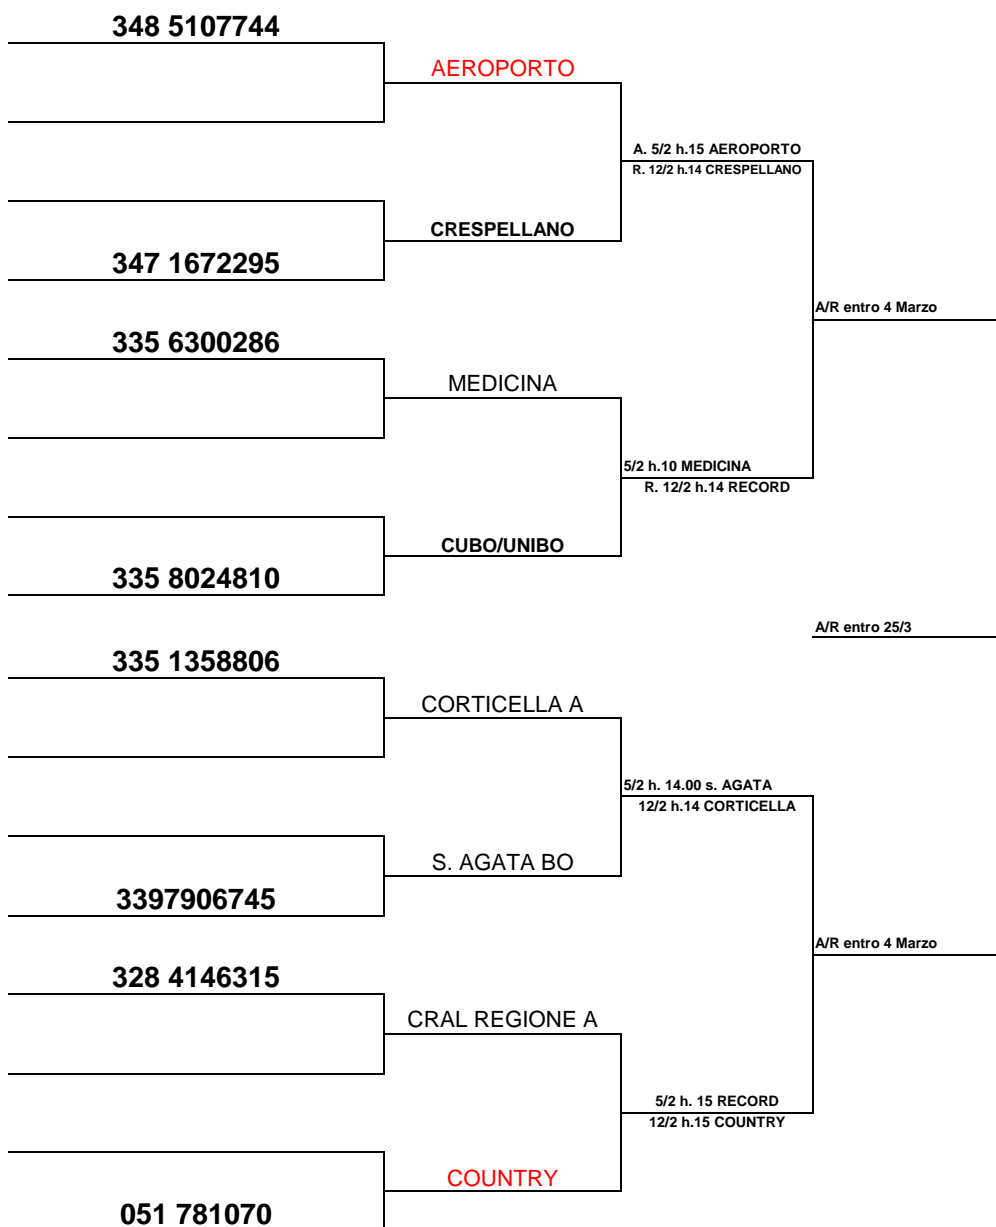 348 5107744
AEROPORTO
A. 5/2 h.15 AEROPORTO
R. 12/2 h.14 CRESPELLANO
CRESPELLANO
347 1672295
A/R entro 4 Marzo
335 6300286
MEDICINA
5/2 h.10 MEDICINA
R. 12/2 h.14 RECORD
CUBO/UNIBO
335 8024810
A/R entro 25/3
335 1358806
CORTICELLA A
5/2 h. 14.00 s. AGATA
12/2 h.14 CORTICELLA
S. AGATA BO
3397906745
A/R entro 4 Marzo
328 4146315
CRAL REGIONE A
5/2 h. 15 RECORD
12/2 h.15 COUNTRY
COUNTRY
051 781070